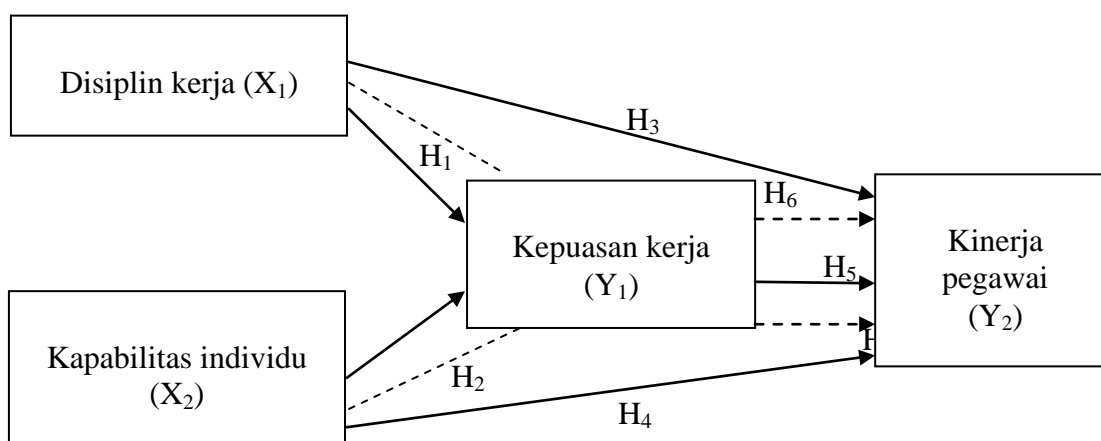 Disiplin kerja (X₁)
H₃
H₁
H₆
Kepuasan kerja
(Y₁)
H₅
Kinerja
pegawai
(Y₂)
Kapabilitas individu
(X₂)
H₂
H₄